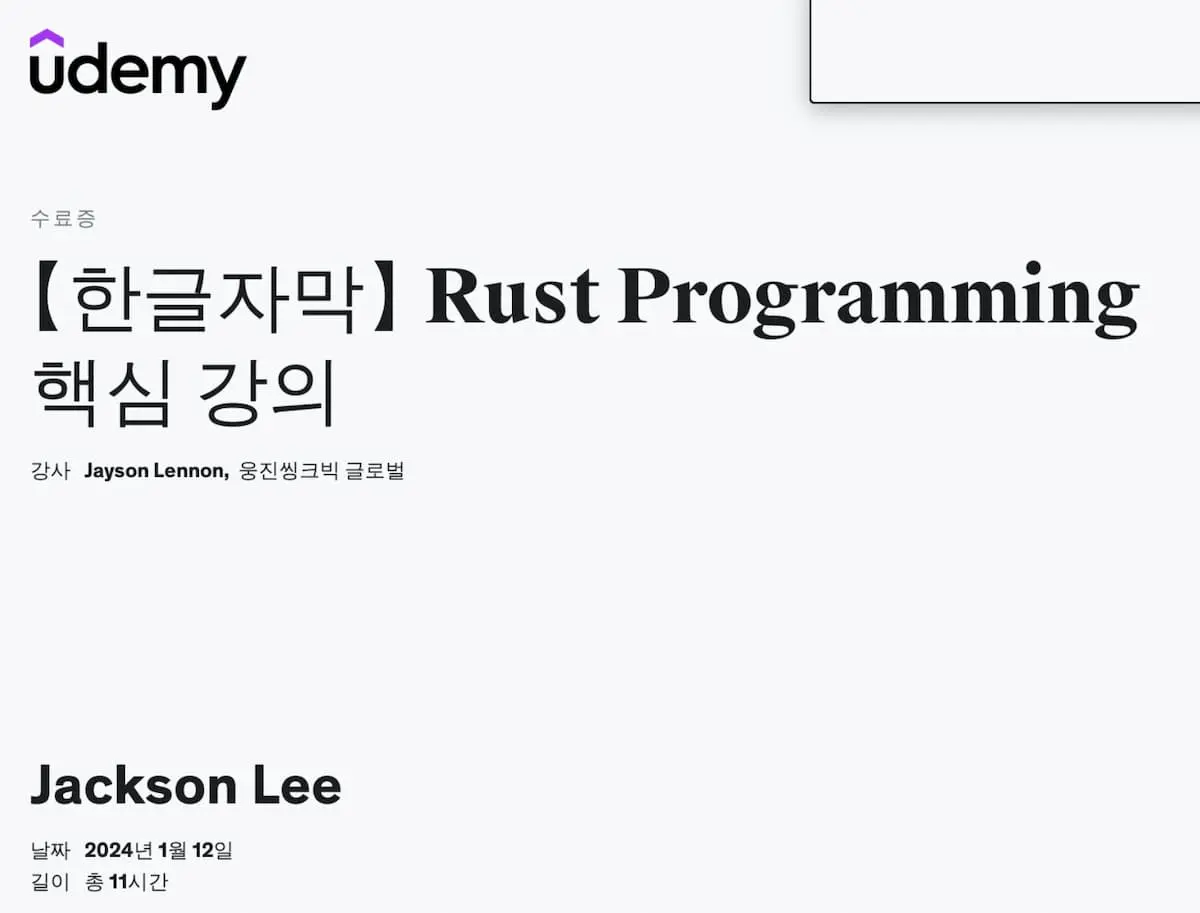 udemy
수료증
【한글자막】 Rust Programming
핵심 강의
강사 Jayson Lennon, 웅진씽크빅 글로벌
Jackson Lee
날짜 2024년 1월 12일
길이 총 11시간